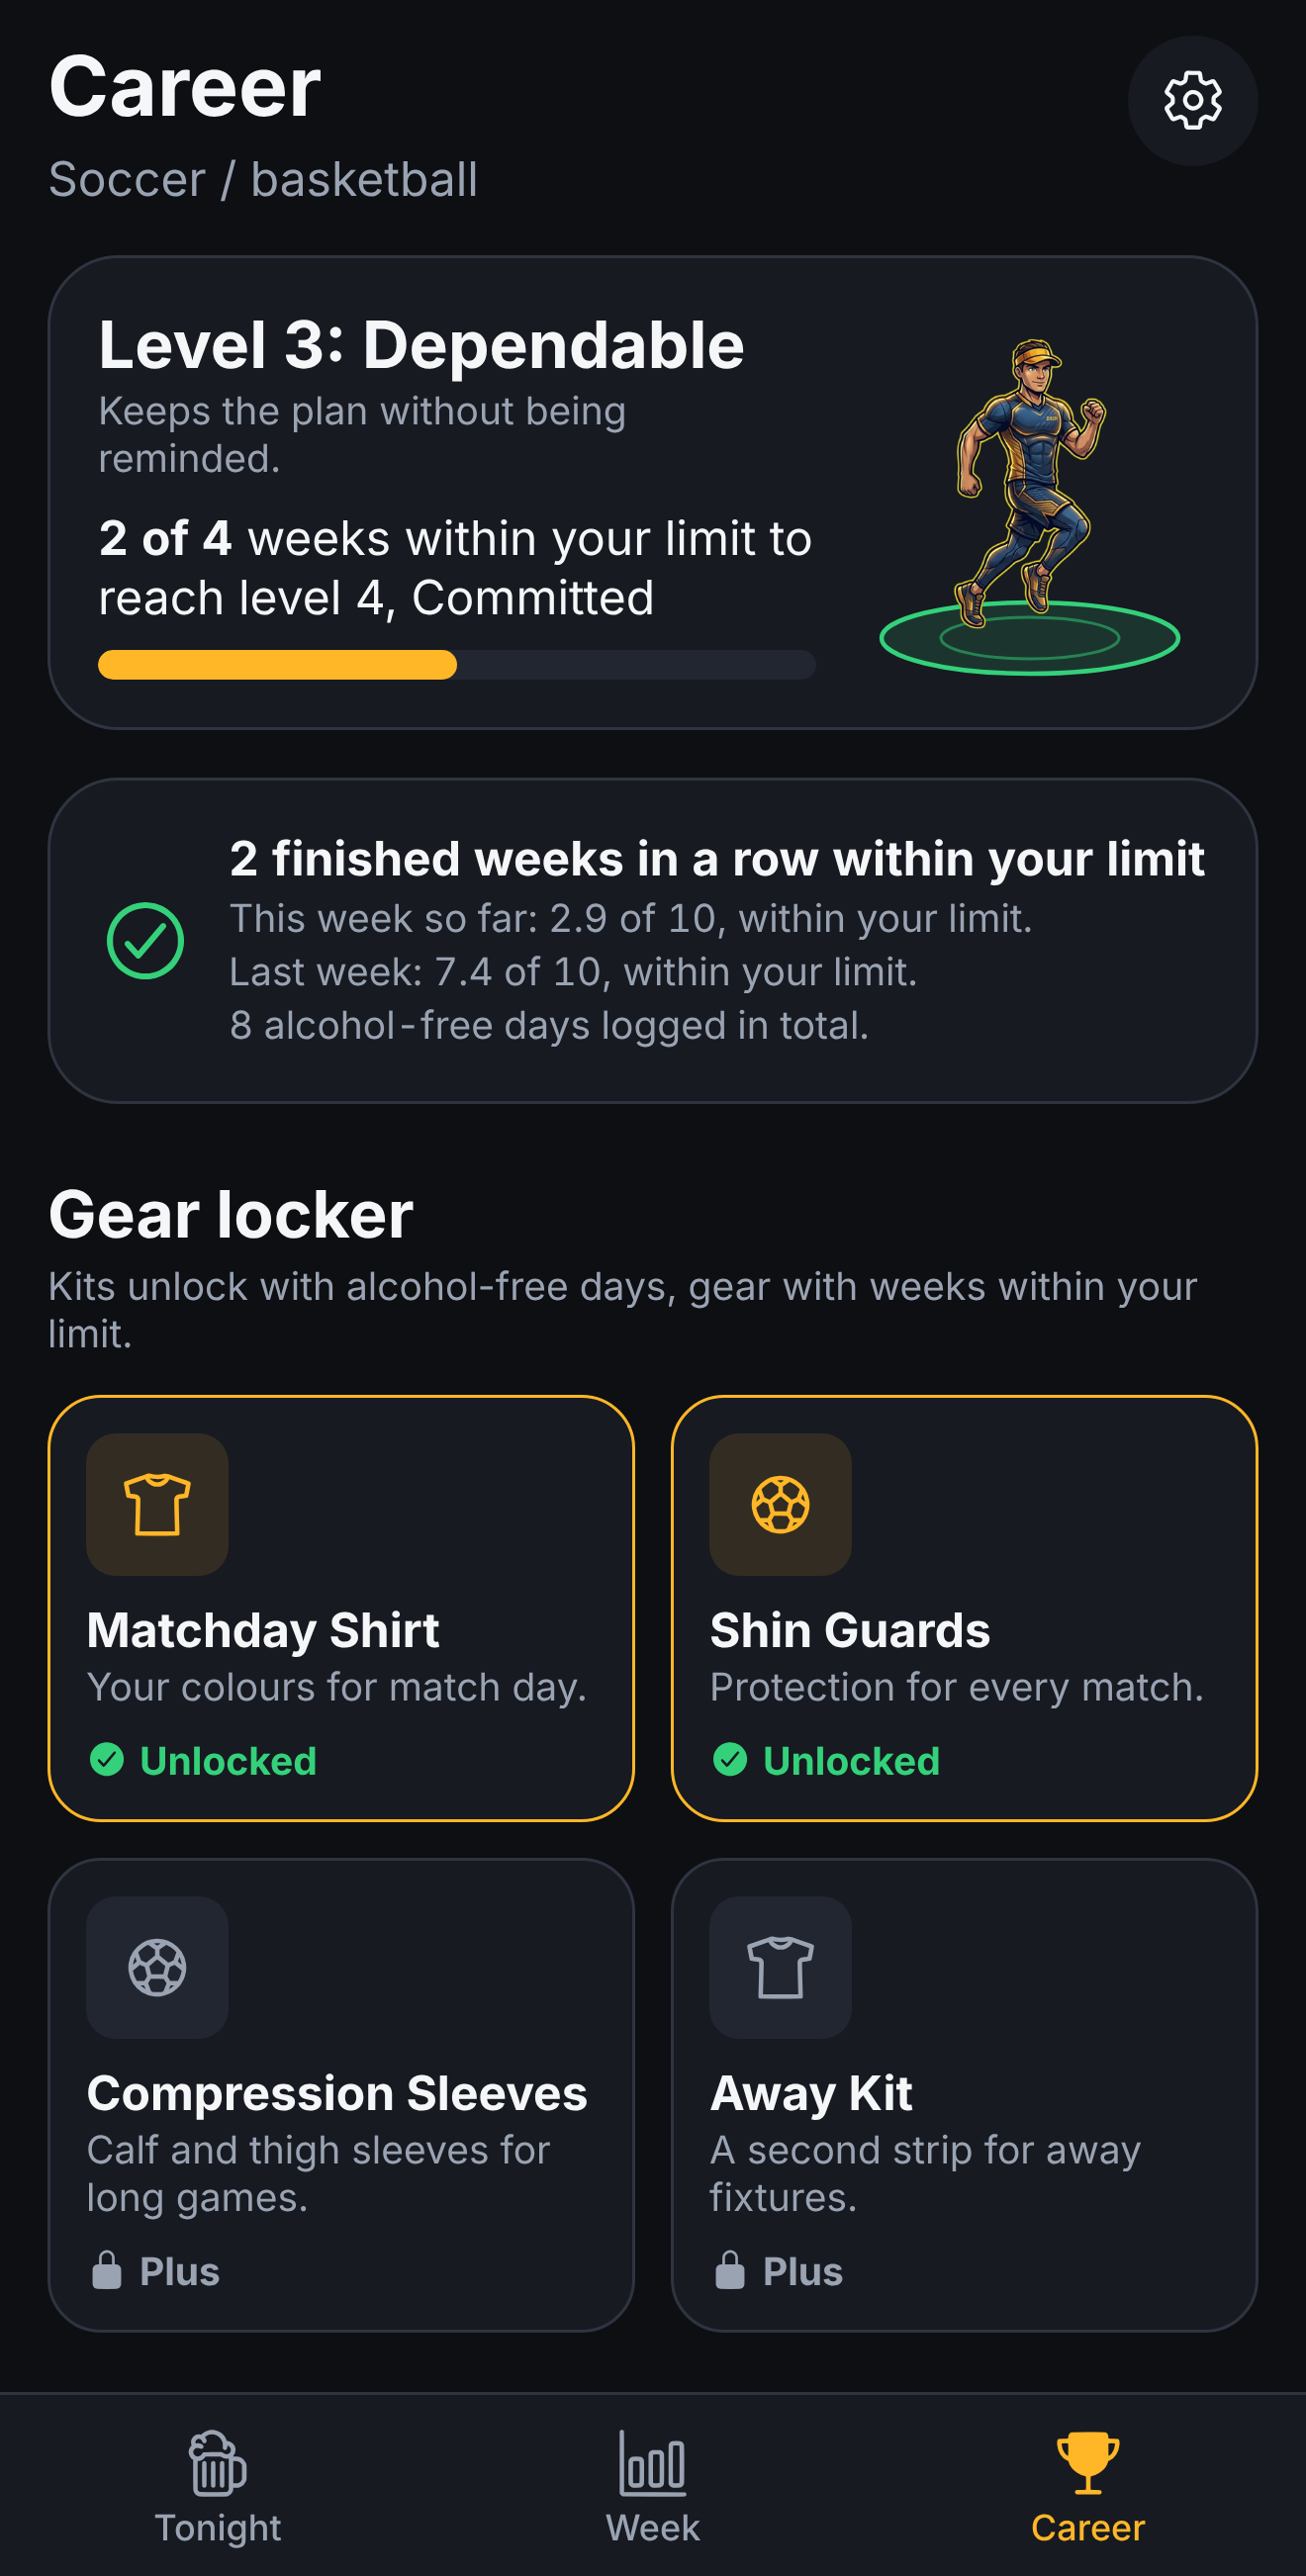 Career
Soccer / basketball
Level 3: Dependable
Keeps the plan without being
reminded.
2 of 4 weeks within your limit to
reach level 4, Committed
2 finished weeks in a row within your limit
This week so far: 2.9 of 10, within your limit.
Last week: 7.4 of 10, within your limit.
8 alcohol-free days logged in total.
Gear locker
Kits unlock with alcohol-free days, gear with weeks within your
limit.
Matchday Shirt
Your colours for match day.
Unlocked
Shin Guards
Protection for every match.
Unlocked
Compression Sleeves
Calf and thigh sleeves for
long games.
Plus
Away Kit
A second strip for away
fixtures.
Plus
Tonight
Week
Career